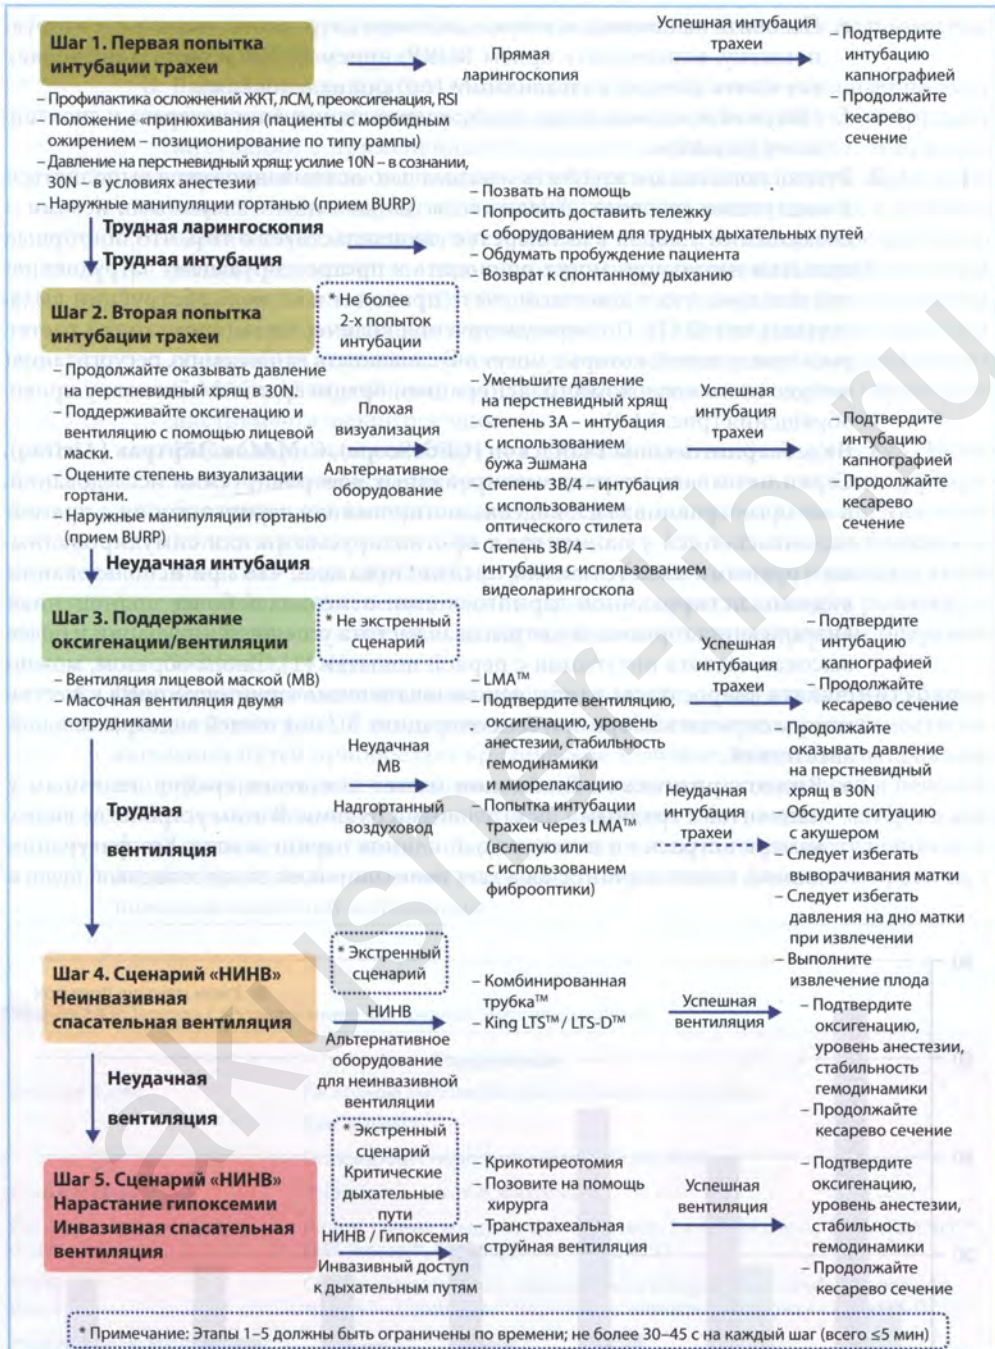 Шаг 1. Первая попытка
интубации трахеи
Прямая
ларингоскопия
Успешная интубация
трахеи
– Подтвердите
интубацию
капнографией
– Продолжайте
кесарево
сечение
– Профилактика осложнений ЖКТ, лСМ, преоксигенация, RSI
– Положение «принюхивания» (пациенты с морбидным
ожирением – позиционирование по типу рампы)
– Давление на перстневидный хрящ: усилие 10N – в сознании,
30N – в условиях анестезии
– Наружные манипуляции гортанью (прием BURP)
Трудная ларингоскопия
Трудная интубация
– Позвать на помощь
– Попросить доставить тележку
с оборудованием для трудных дыхательных путей
– Обдумать пробуждение пациента
– Возврат к спонтанному дыханию
Шаг 2. Вторая попытка
интубации трахеи
* Не более
2-х попыток
интубации
– Продолжайте оказывать давление
на перстневидный хрящ в 30N.
– Поддерживайте оксигенацию и
вентиляцию с помощью лицевой
маски.
– Оцените степень визуализации
гортани.
– Наружные манипуляции гортанью
(прием BURP)
Плохая
визуализация
Альтернативное
оборудование
– Уменьшите давление
на перстневидный хрящ
– Степень 3А – интубация
с использованием
бужа Эшмана
– Степень 3В/4 – интубация
с использованием
оптического стилета
– Степень 3В/4 –
интубация с использованием
видеоларингоскопа
Успешная
интубация
трахеи
– Подтвердите
интубацию
капнографией
– Продолжайте
кесарево
сечение
Неудачная интубация
Шаг 3. Поддержание
оксигенации/вентиляции
* Не экстренный
сценарий
– Вентиляция лицевой маской (МВ)
– Масочная вентиляция двумя
сотрудниками
Неудачная
МВ
Надгортанный
воздуховод
– LMA™
– Подтвердите вентиляцию,
оксигенацию, уровень
анестезии, стабильность
гемодинамики
и миорелаксацию
– Попытка интубации
трахеи через LMA™
(вслепую или
с использованием
фиброоптики)
Успешная
интубация
трахеи
– Подтвердите
интубацию
капнографией
– Продолжайте
кесарево сечение
Неудачная
интубация
трахеи
– Продолжайте
оказывать давление
на перстневидный
хрящ в 30N
– Обсудите ситуацию
с акушером
– Следует избегать
выворачивания матки
– Следует избегать
давления на дно матки
при извлечении
– Выполните
извлечение плода
Трудная
вентиляция
Шаг 4. Сценарий «НИНВ»
Неинвазивная
спасательная вентиляция
* Экстренный
сценарий
НИНВ
Альтернативное
оборудование
для неинвазивной
вентиляции
– Комбинированная
трубка™
– King LTS™ / LTS-D™
Успешная
вентиляция
– Подтвердите
оксигенацию,
уровень анестезии,
стабильность
гемодинамики
– Продолжайте
кесарево сечение
Неудачная
вентиляция
Шаг 5. Сценарий «НИНВ»
Нарастание гипоксемии
Инвазивная спасательная
вентиляция
* Экстренный
сценарий
Критические
дыхательные
пути
НИНВ / Гипоксемия
Инвазивный доступ
к дыхательным путям
– Крикотиреотомия
– Позовите на помощь
хирурга
– Транстрахеальная
струйная вентиляция
Успешная
вентиляция
– Подтвердите
оксигенацию,
уровень анестезии,
стабильность
гемодинамики
– Продолжайте
кесарево сечение
* Примечание: Этапы 1–5 должны быть ограничены по времени; не более 30–45 с на каждый шаг (всего ≤5 мин)
akusher-lib.ru